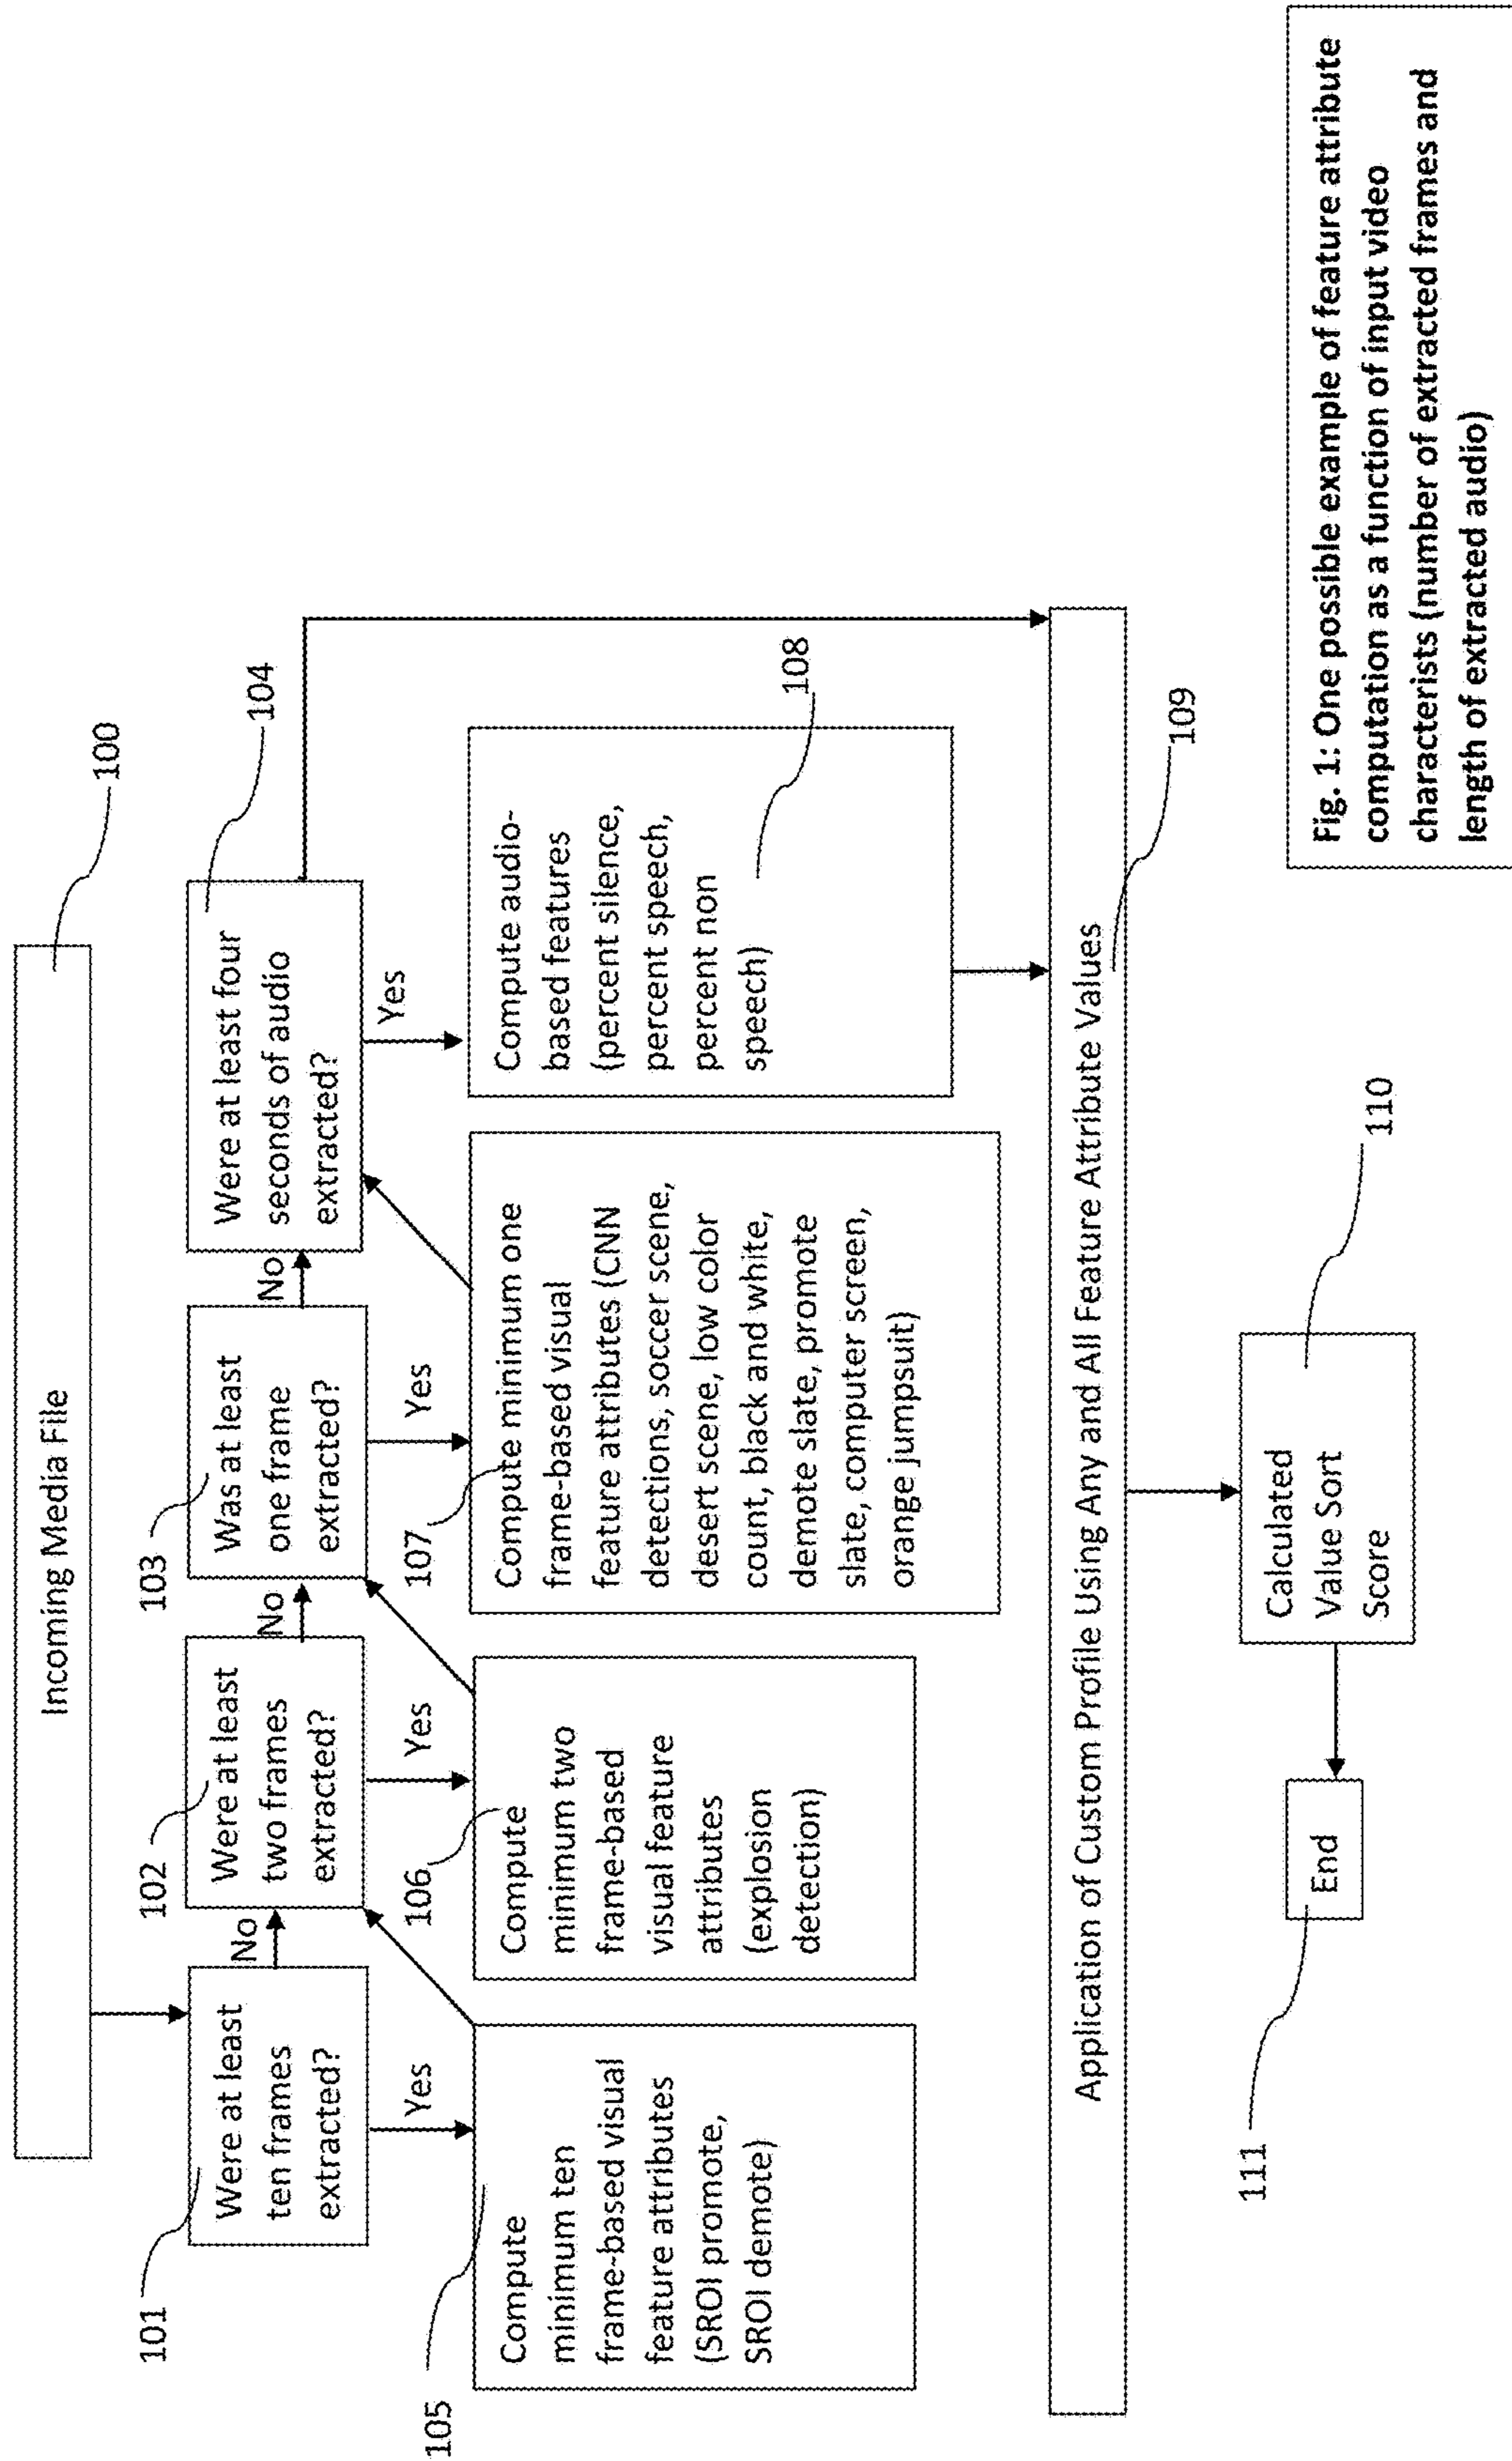 Incoming Media File
100
101
Were at least
ten frames
extracted?
No
Yes
102
Were at least
two frames
extracted?
No
Yes
103
Was at least
one frame
extracted?
No
Yes
104
Were at least four
seconds of audio
extracted?
Yes
105
Compute
minimum ten
frame-based visual
feature attributes
(SROI promote,
SROI demote)
106
Compute
minimum two
frame-based
visual feature
attributes
(explosion
detection)
107
Compute minimum one
frame-based visual
feature attributes (CNN
detections, soccer scene,
desert scene, low color
count, black and white,
demote slate, promote
slate, computer screen,
orange jumpsuit)
108
Compute audio-
based features
(percent silence,
percent speech,
percent non
speech)
Application of Custom Profile Using Any and All Feature Attribute Values
109
110
Calculated
Value Sort
Score
111
End
Fig. 1: One possible example of feature attribute
computation as a function of input video
characterists (number of extracted frames and
length of extracted audio)